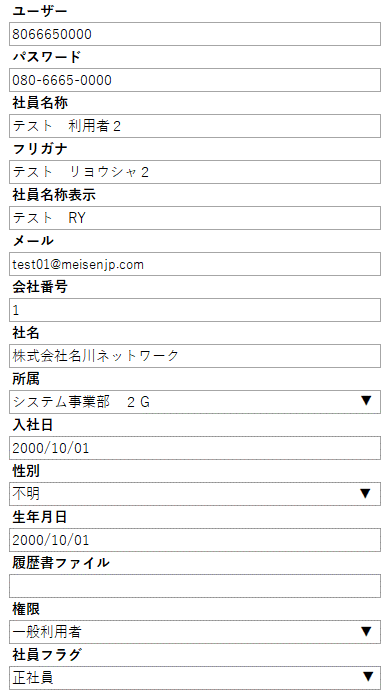 ユーザー
8066650000
パスワード
080-6665-0000
社員名称
テスト　利用者２
フリガナ
テスト　リョウシャ２
社員名称表示
テスト　RY
メール
test01@meisenjp.com
会社番号
1
社名
株式会社名川ネットワーク
所属
システム事業部　２Ｇ ▼
入社日
2000/10/01
性別
不明 ▼
生年月日
2000/10/01
履歴書ファイル
権限
一般利用者 ▼
社員フラグ
正社員 ▼